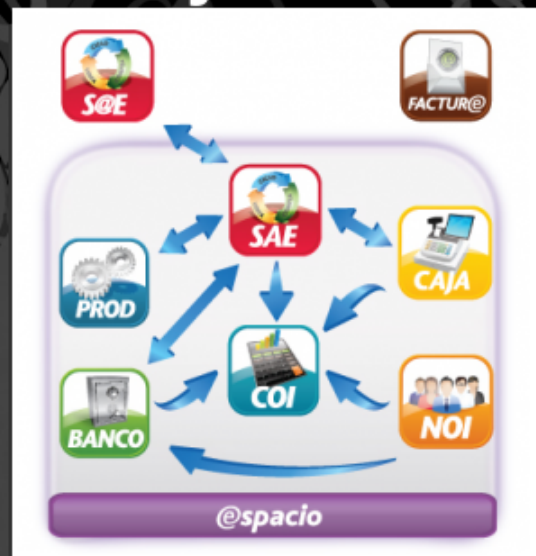 S@E
FACTUR@
SAE
PROD
CAJA
COI
BANCO
NOI
@spacio